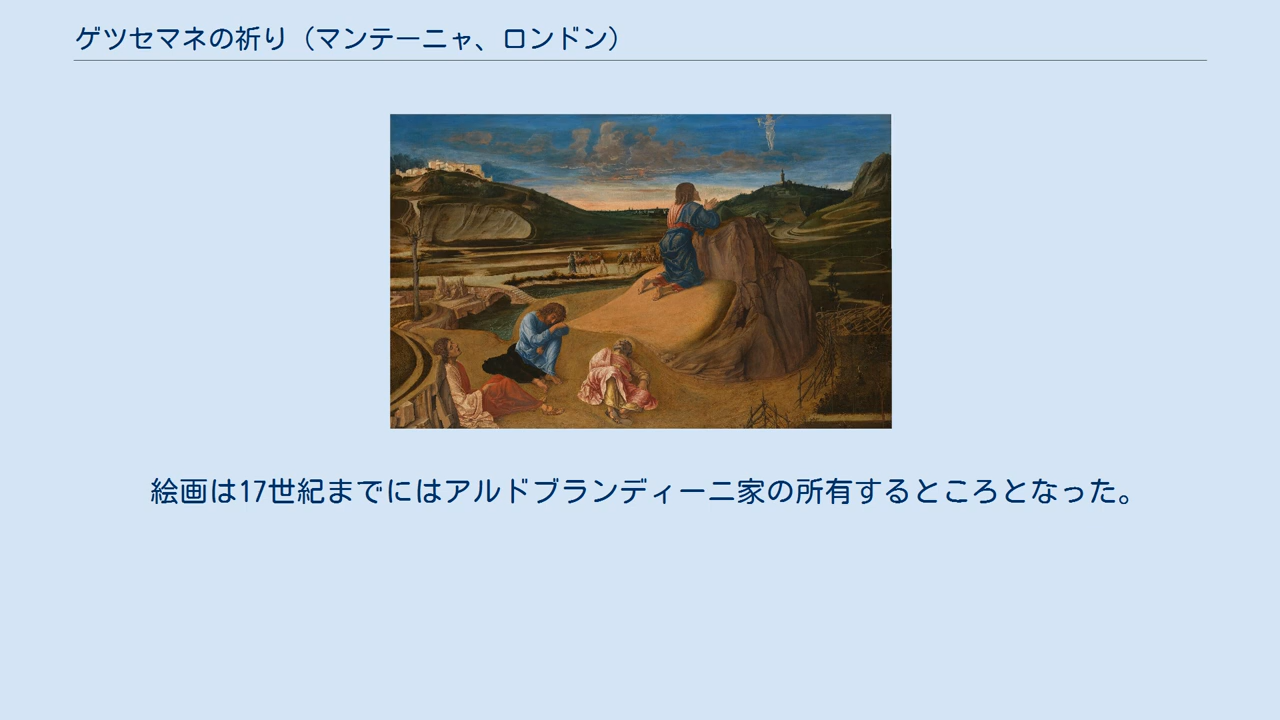 ゲツセマネの祈り（マンテーニャ、ロンドン）
絵画は17世紀までにはアルドブランディーニ家の所有するところとなった。